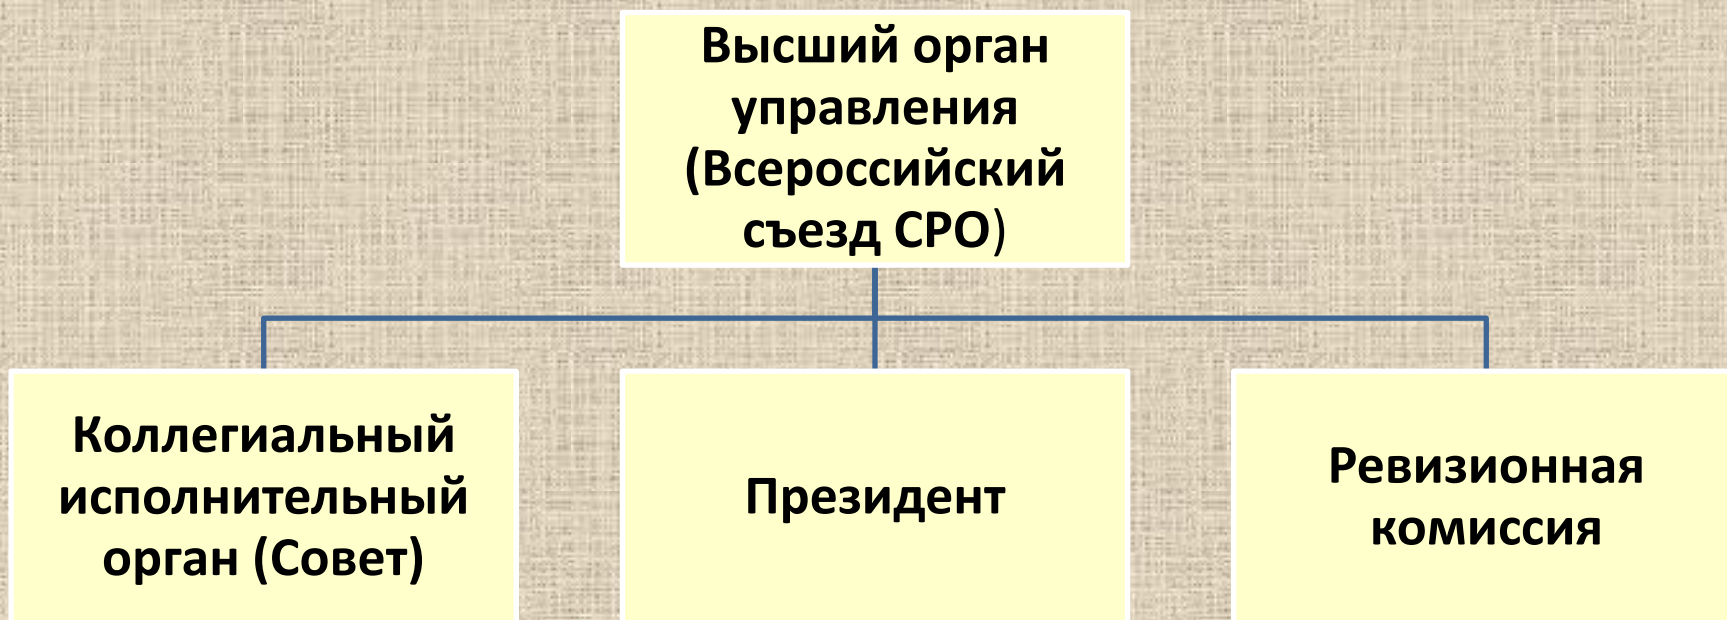 Высший орган
управления
(Всероссийский
съезд СРО)
Коллегиальный
исполнительный
орган (Совет)
Президент
Ревизионная
комиссия